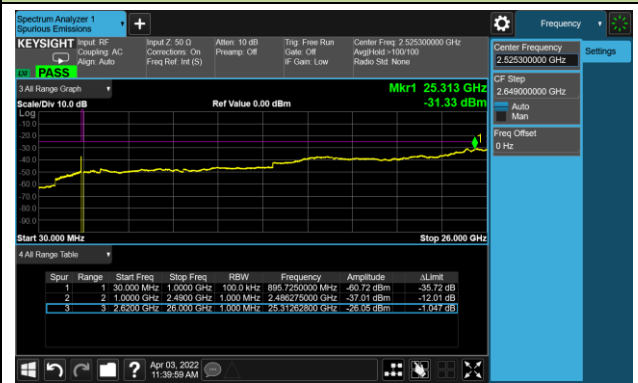 Spectrum Analyzer 1
Spurious Emissions
Frequency
KEYSIGHT
Input: RF
Coupling: AC
Align: Auto
Input Z: 50 Ω
Corrections: On
Freq Ref: Int (S)
Atten: 10 dB
Preamp: Off
Trig: Free Run
Gate: Off
IF Gain: Low
Center Freq: 2.525300000 GHz
Avg|Hold:>100/100
Radio Std: None
PASS
Center Frequency
2.525300000 GHz
Settings
CF Step
2.649000000 GHz
Auto
Man
Freq Offset
0 Hz
3 All Range Graph
Mkr1 25.313 GHz
Scale/Div 10.0 dB
Ref Value 0.00 dBm
-31.33 dBm
Log
-10.0
-20.0
-30.0
-40.0
-50.0
-60.0
-70.0
-80.0
-90.0
1
Start 30.000 MHz
Stop 26.000 GHz
4 All Range Table
Spur Range Start Freq Stop Freq RBW Frequency Amplitude ΔLimit
1 1 30.000 MHz 1.0000 GHz 100.0 kHz 895.7250000 MHz -60.72 dBm -35.72 dB
2 2 1.0000 GHz 2.4900 GHz 1.000 MHz 2.486275000 GHz -37.01 dBm -12.01 dB
3 3 2.6200 GHz 26.000 GHz 1.000 MHz 25.31262800 GHz -26.05 dBm -1.047 dB
?
Apr 03, 2022
11:39:59 AM